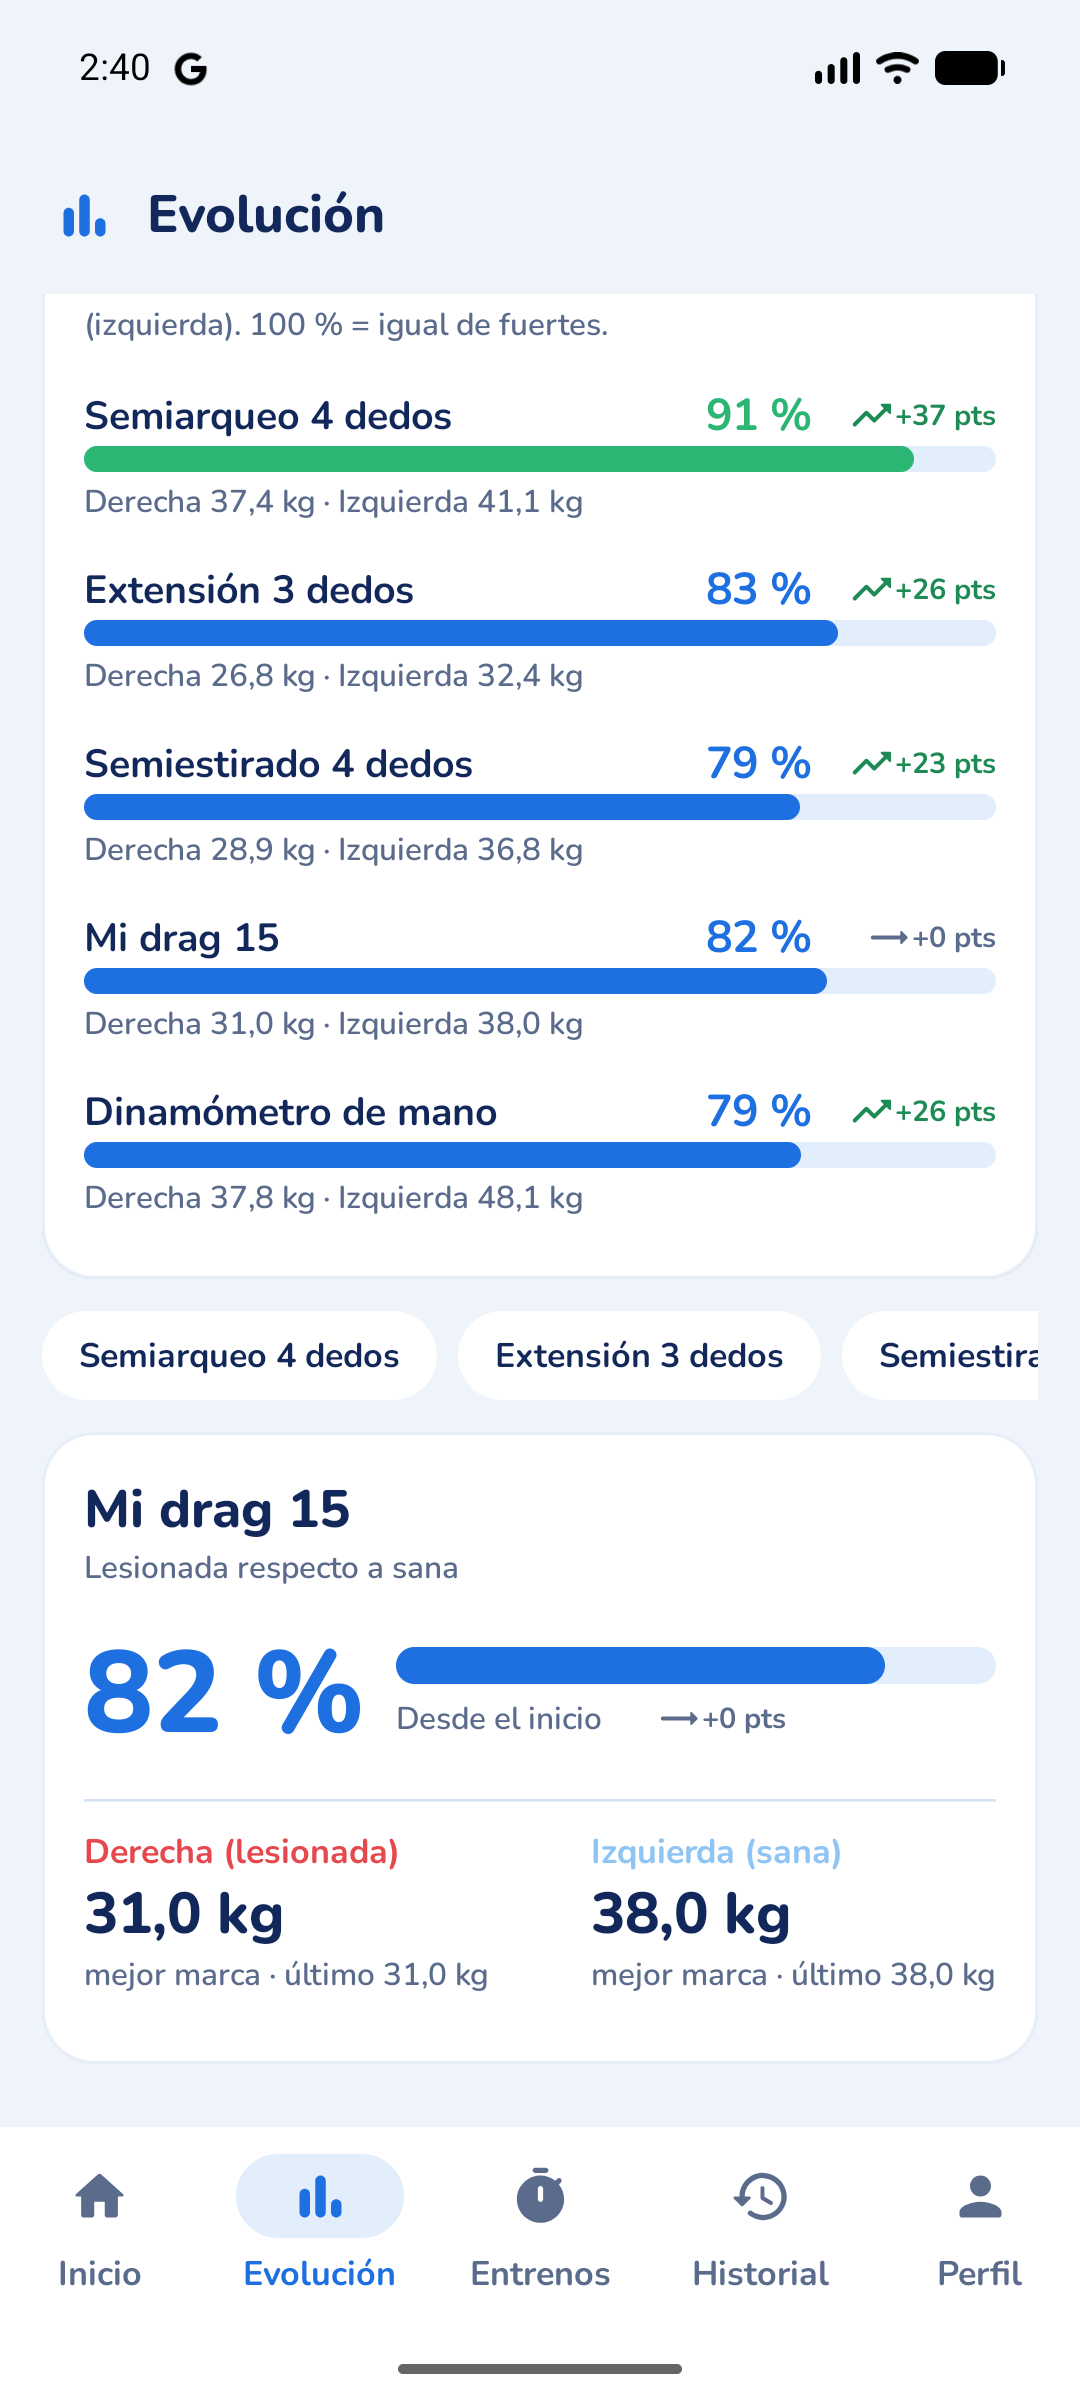 2:40
Evolución
(izquierda). 100 % = igual de fuertes.
Semiarqueo 4 dedos 91 % +37 pts
Derecha 37,4 kg · Izquierda 41,1 kg
Extensión 3 dedos 83 % +26 pts
Derecha 26,8 kg · Izquierda 32,4 kg
Semiestirado 4 dedos 79 % +23 pts
Derecha 28,9 kg · Izquierda 36,8 kg
Mi drag 15 82 % +0 pts
Derecha 31,0 kg · Izquierda 38,0 kg
Dinamómetro de mano 79 % +26 pts
Derecha 37,8 kg · Izquierda 48,1 kg
Semiarqueo 4 dedos Extensión 3 dedos Semiestira
Mi drag 15
Lesionada respecto a sana
82 %
Desde el inicio +0 pts
Derecha (lesionada) Izquierda (sana)
31,0 kg 38,0 kg
mejor marca · último 31,0 kg mejor marca · último 38,0 kg
Inicio Evolución Entrenos Historial Perfil